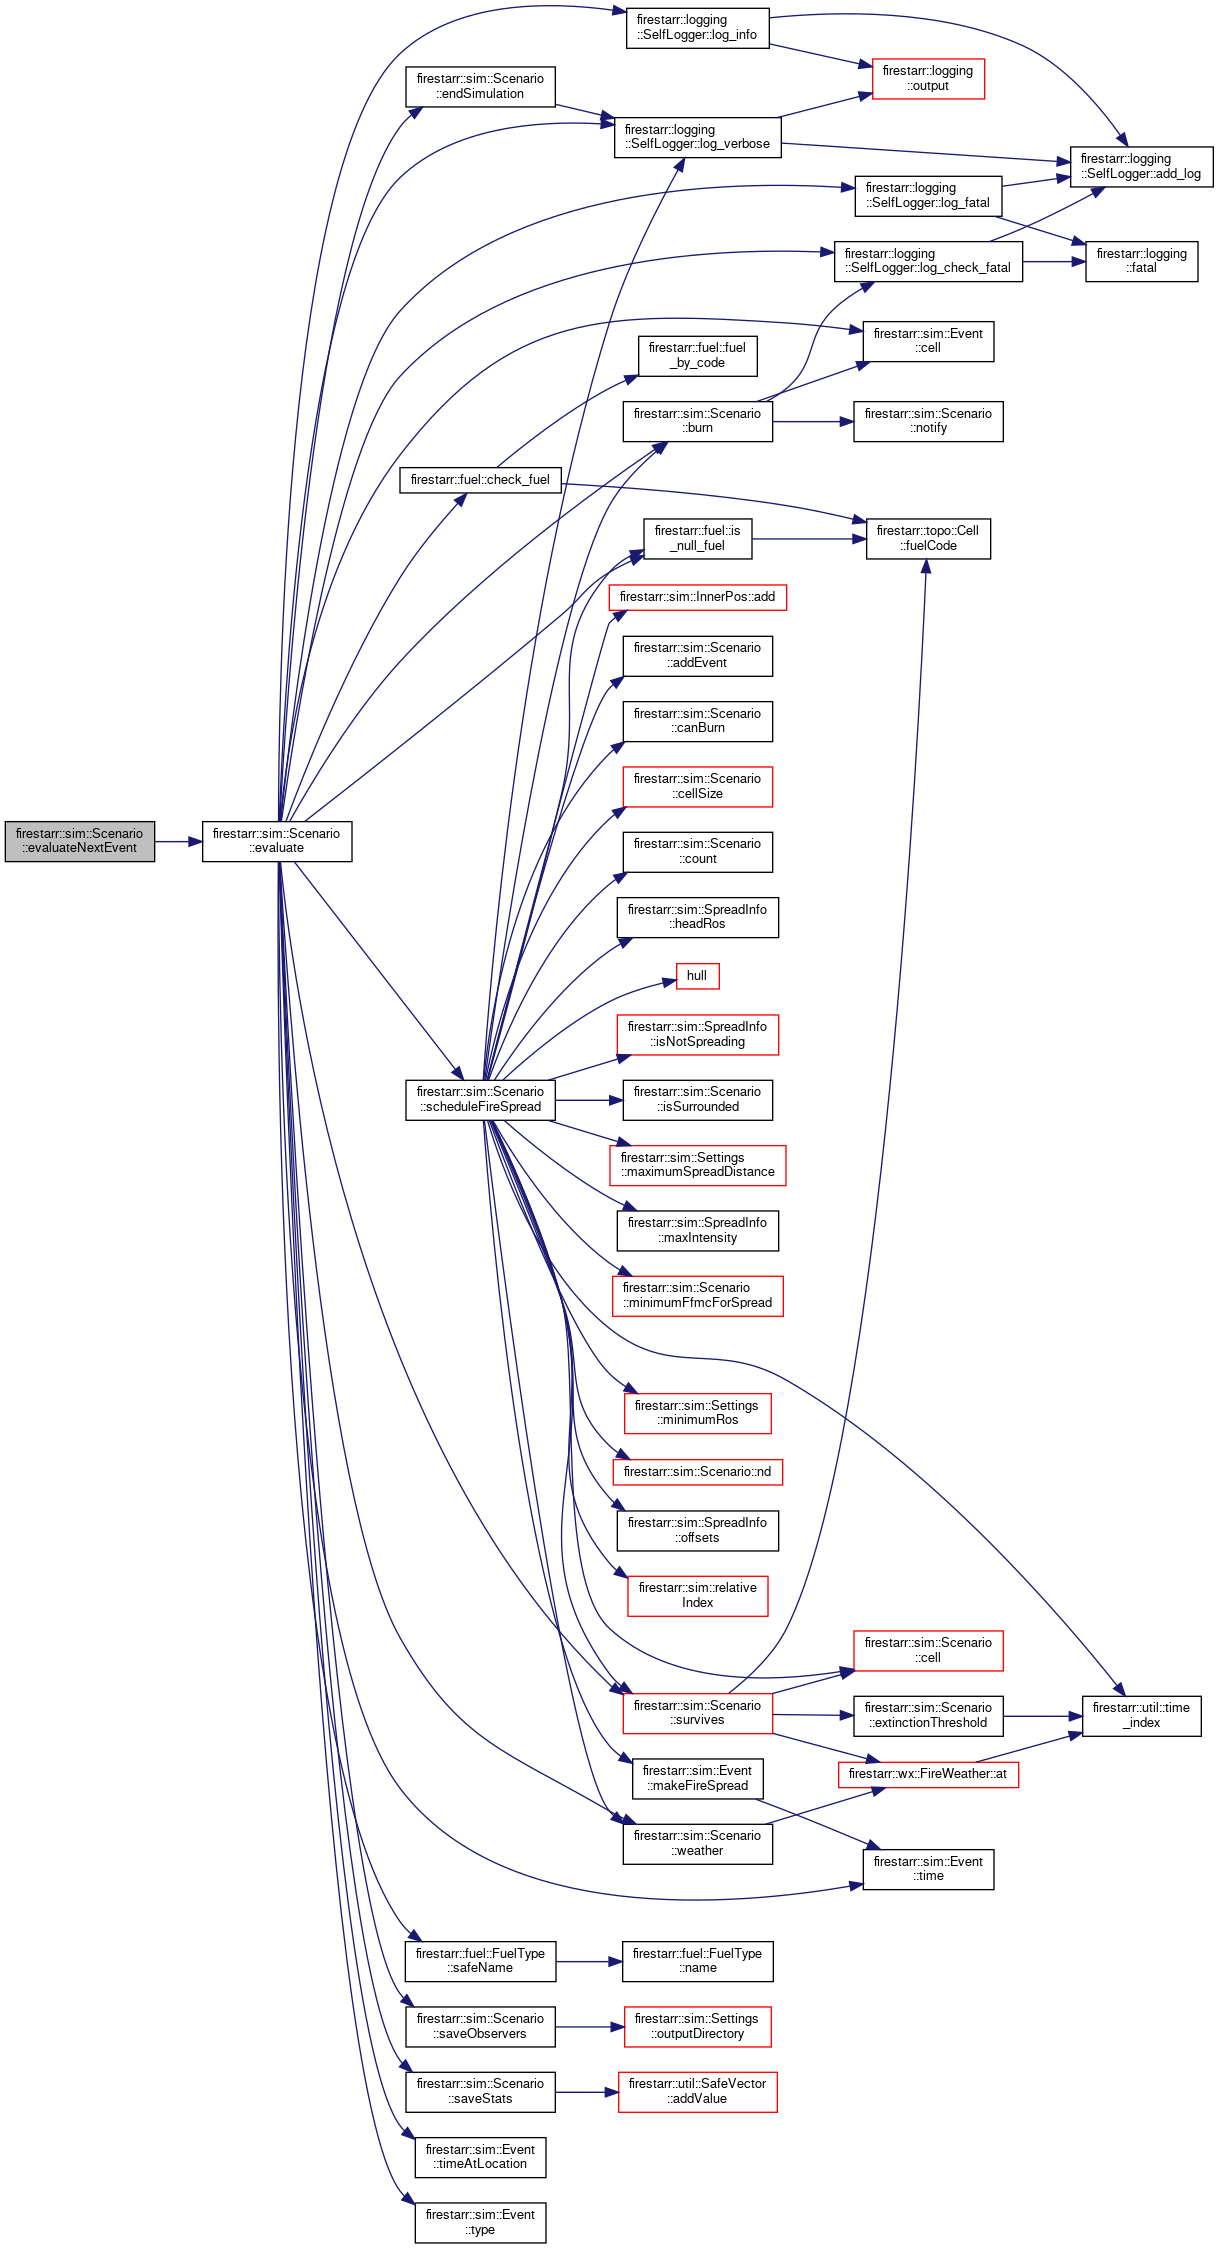 firestarr::logging
::SelfLogger::log_info
firestarr::logging
::output
firestarr::sim::Scenario
::endSimulation
firestarr::logging
::SelfLogger::log_verbose
firestarr::logging
::SelfLogger::add_log
firestarr::logging
::SelfLogger::log_fatal
firestarr::logging
::SelfLogger::log_check_fatal
firestarr::logging
::fatal
firestarr::sim::Event
::cell
firestarr::fuel::fuel
_by_code
firestarr::sim::Scenario
::burn
firestarr::sim::Scenario
::notify
firestarr::fuel::check_fuel
firestarr::fuel::is
_null_fuel
firestarr::topo::Cell
::fuelCode
firestarr::sim::InnerPos::add
firestarr::sim::Scenario
::addEvent
firestarr::sim::Scenario
::canBurn
firestarr::sim::Scenario
::cellSize
firestarr::sim::Scenario
::evaluateNextEvent
firestarr::sim::Scenario
::evaluate
firestarr::sim::Scenario
::count
firestarr::sim::SpreadInfo
::headRos
hull
firestarr::sim::SpreadInfo
::isNotSpreading
firestarr::sim::Scenario
::scheduleFireSpread
firestarr::sim::Scenario
::isSurrounded
firestarr::sim::Settings
::maximumSpreadDistance
firestarr::sim::SpreadInfo
::maxIntensity
firestarr::sim::Scenario
::minimumFfmcForSpread
firestarr::sim::Settings
::minimumRos
firestarr::sim::Scenario::nd
firestarr::sim::SpreadInfo
::offsets
firestarr::sim::relative
Index
firestarr::sim::Scenario
::cell
firestarr::sim::Scenario
::survives
firestarr::sim::Scenario
::extinctionThreshold
firestarr::util::time
_index
firestarr::sim::Event
::makeFireSpread
firestarr::wx::FireWeather::at
firestarr::sim::Scenario
::weather
firestarr::sim::Event
::time
firestarr::fuel::FuelType
::safeName
firestarr::fuel::FuelType
::name
firestarr::sim::Scenario
::saveObservers
firestarr::sim::Settings
::outputDirectory
firestarr::sim::Scenario
::saveStats
firestarr::util::SafeVector
::addValue
firestarr::sim::Event
::timeAtLocation
firestarr::sim::Event
::type